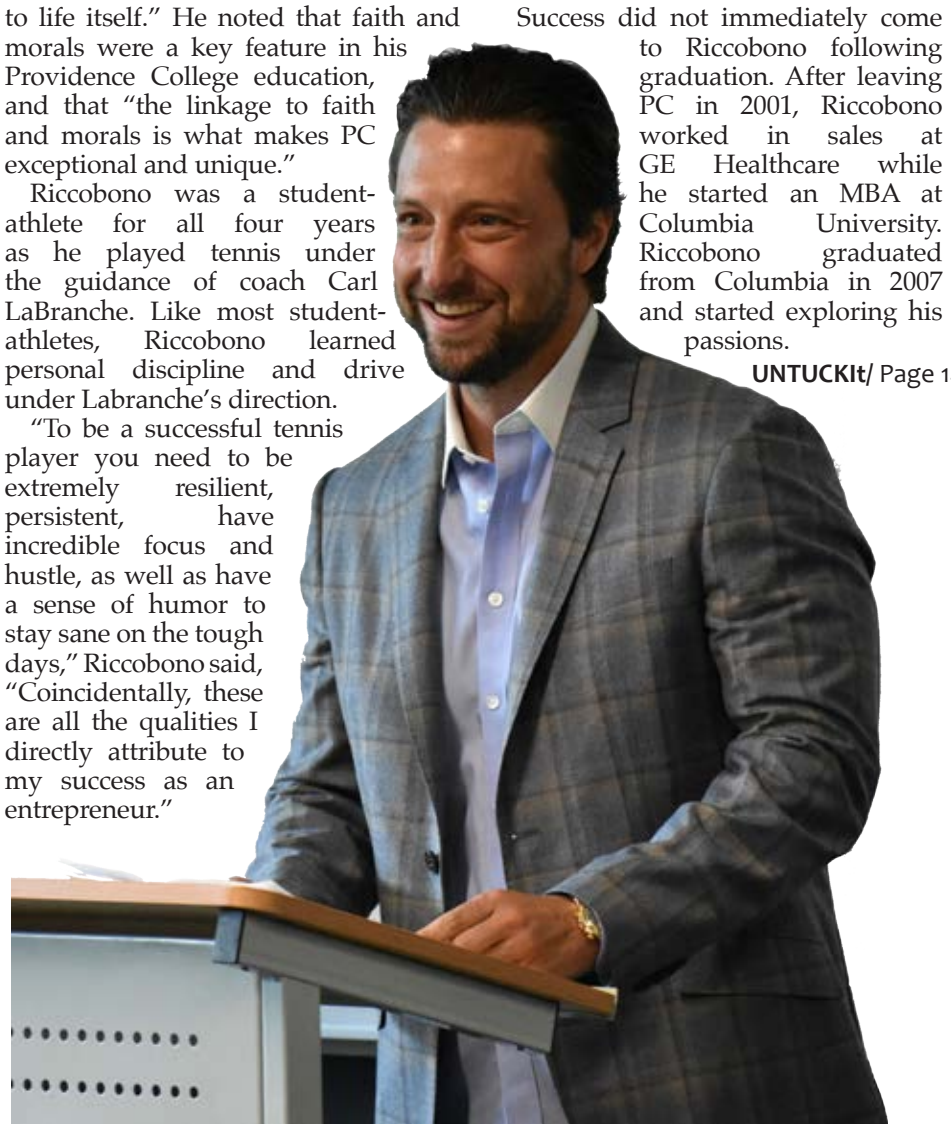 to life itself.” He noted that faith and
morals were a key feature in his
Providence College education,
and that “the linkage to faith
and morals is what makes PC
exceptional and unique.”
Riccobono was a student-
athlete for all four years
as he played tennis under
the guidance of coach Carl
LaBranche. Like most student-
athletes, Riccobono learned
personal discipline and drive
under Labranche’s direction.
“To be a successful tennis
player you need to be
extremely resilient,
persistent, have
incredible focus and
hustle, as well as have
a sense of humor to
stay sane on the tough
days,” Riccobono said,
“Coincidentally, these
are all the qualities I
directly attribute to
my success as an
entrepreneur.”
Success did not immediately come
to Riccobono following
graduation. After leaving
PC in 2001, Riccobono
worked in sales at
GE Healthcare while
he started an MBA at
Columbia University.
Riccobono graduated
from Columbia in 2007
and started exploring his
passions.
UNTUCKIt/ Page 1